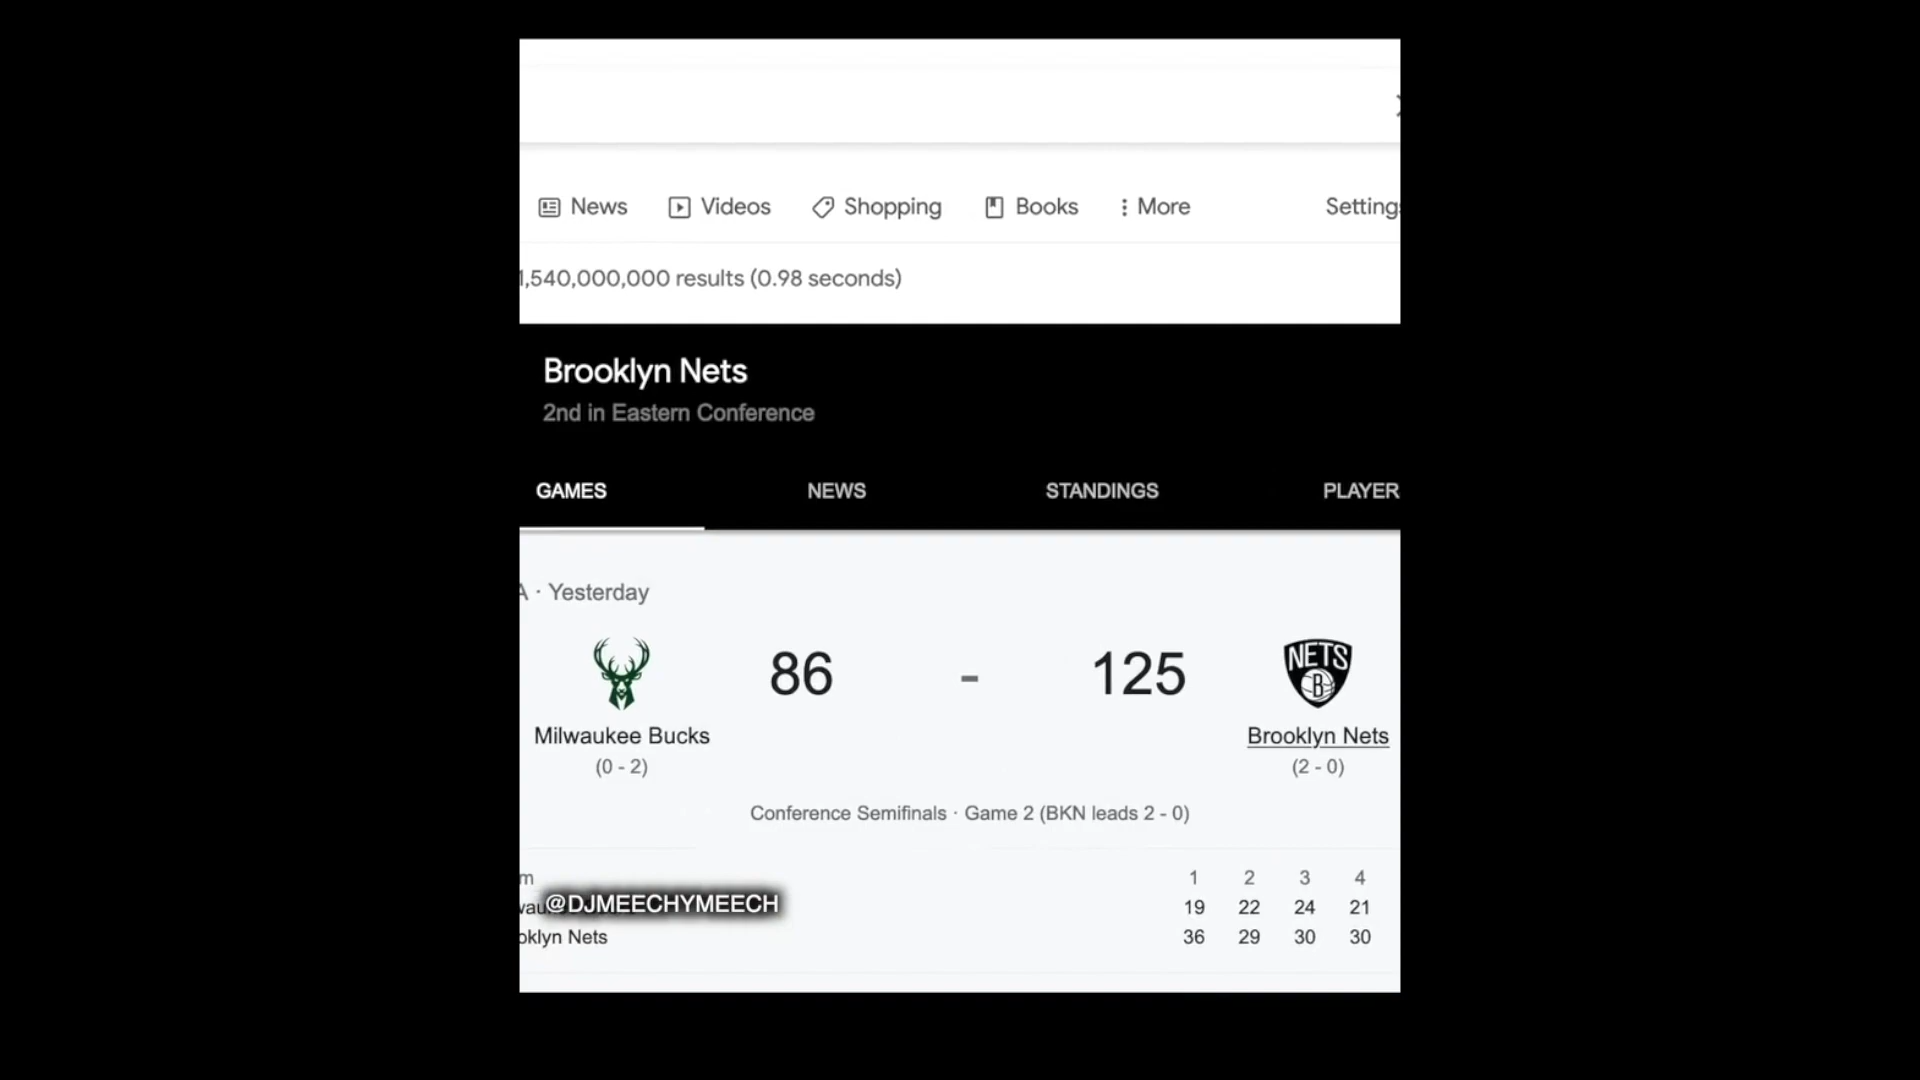 News Videos Shopping Books More Settings
1,540,000,000 results (0.98 seconds)
Brooklyn Nets
2nd in Eastern Conference
GAMES NEWS STANDINGS PLAYER
A · Yesterday
86 - 125
NETS
B
Milwaukee Bucks Brooklyn Nets
(0 - 2) (2 - 0)
Conference Semifinals · Game 2 (BKN leads 2 - 0)
m 1 2 3 4
@DJMEECHYMEECH 19 22 24 21
oklyn Nets 36 29 30 30